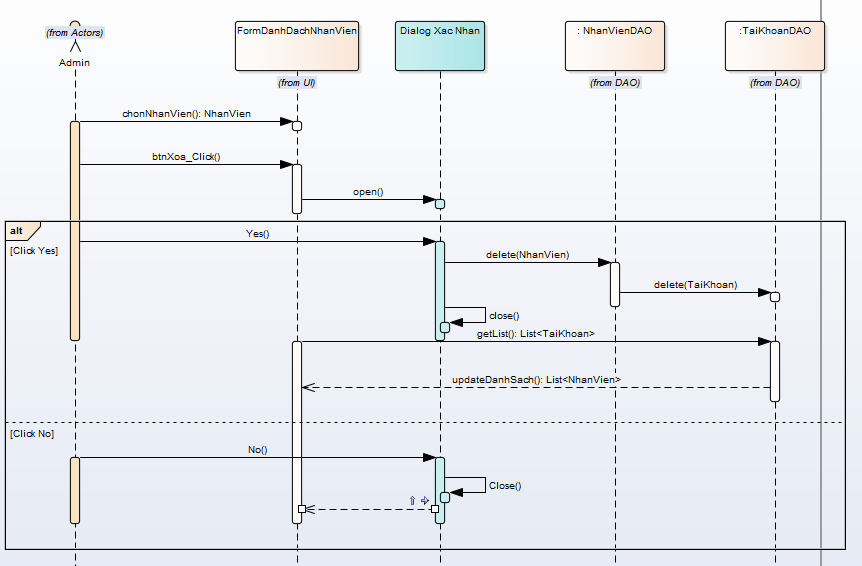 (from Actors)
Admin
FormDanhDachNhanVien
(from UI)
Dialog Xac Nhan
: NhanVienDAO
(from DAO)
:TaiKhoanDAO
(from DAO)
chonNhanVien(): NhanVien
btnXoa_Click()
open()
alt
[Click Yes]
Yes()
delete(NhanVien)
delete(TaiKhoan)
close()
getList(): List<TaiKhoan>
updateDanhSach(): List<NhanVien>
[Click No]
No()
Close()